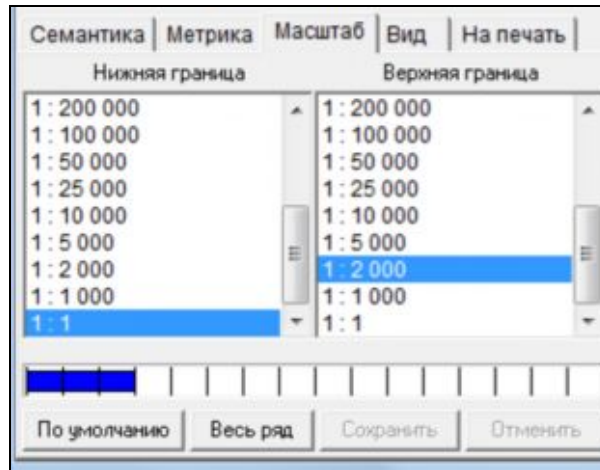 Семантика Метрика Масштаб Вид На печать
Нижняя граница Верхняя граница
1 : 200 000 1 : 200 000
1 : 100 000 1 : 100 000
1 : 50 000 1 : 50 000
1 : 25 000 1 : 25 000
1 : 10 000 1 : 10 000
1 : 5 000 1 : 5 000
1 : 2 000 1 : 2 000
1 : 1 000 1 : 1 000
1 : 1 1 : 1
По умолчанию Весь ряд Сохранить Отменить